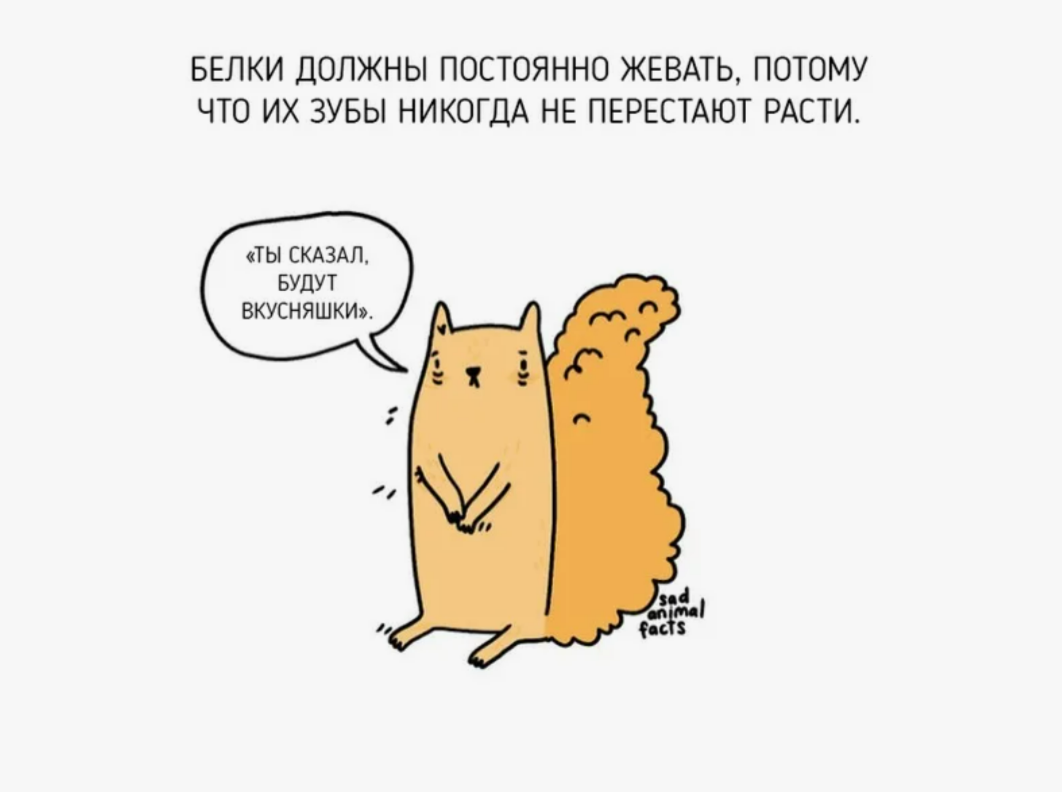 БЕЛКИ ДОЛЖНЫ ПОСТОЯННО ЖЕВАТЬ, ПОТОМУ
ЧТО ИХ ЗУБЫ НИКОГДА НЕ ПЕРЕСТАЮТ РАСТИ.
«ТЫ СКАЗАЛ,
БУДУТ
ВКУСНЯШКИ».
sad
animal
facts